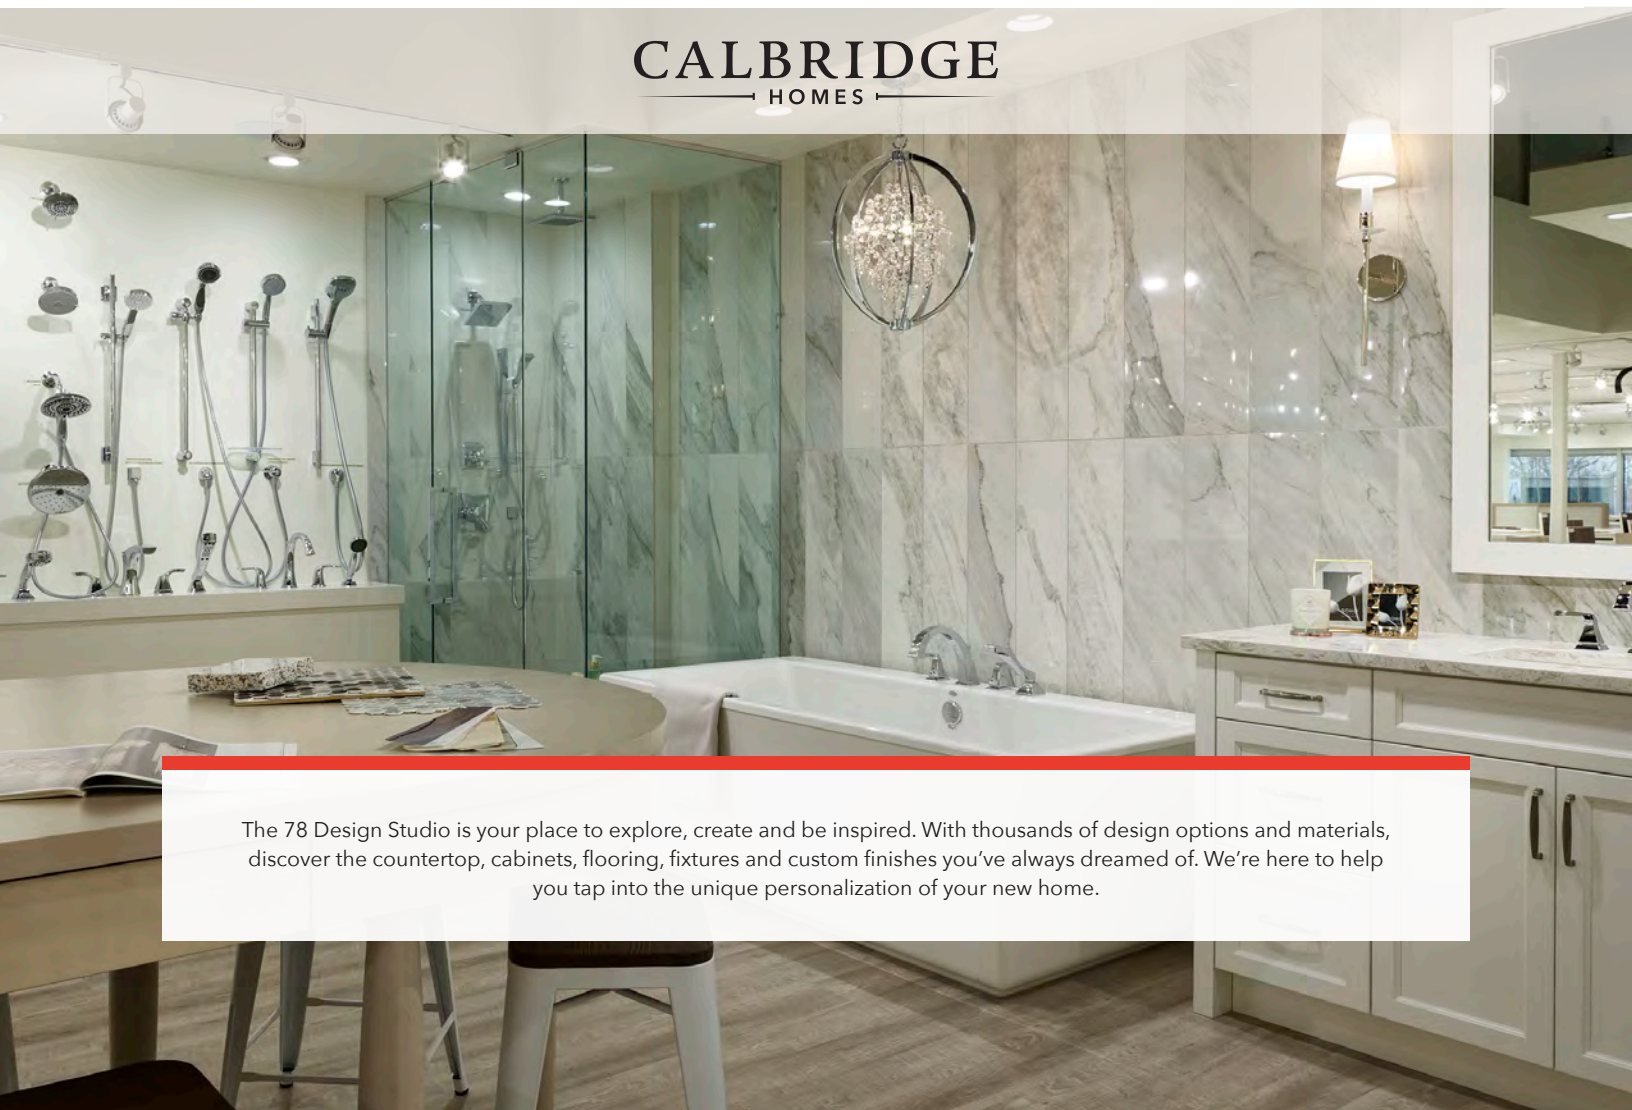 CALBRIDGE
HOMES
The 78 Design Studio is your place to explore, create and be inspired. With thousands of design options and materials,
discover the countertop, cabinets, flooring, fixtures and custom finishes you’ve always dreamed of. We’re here to help
you tap into the unique personalization of your new home.